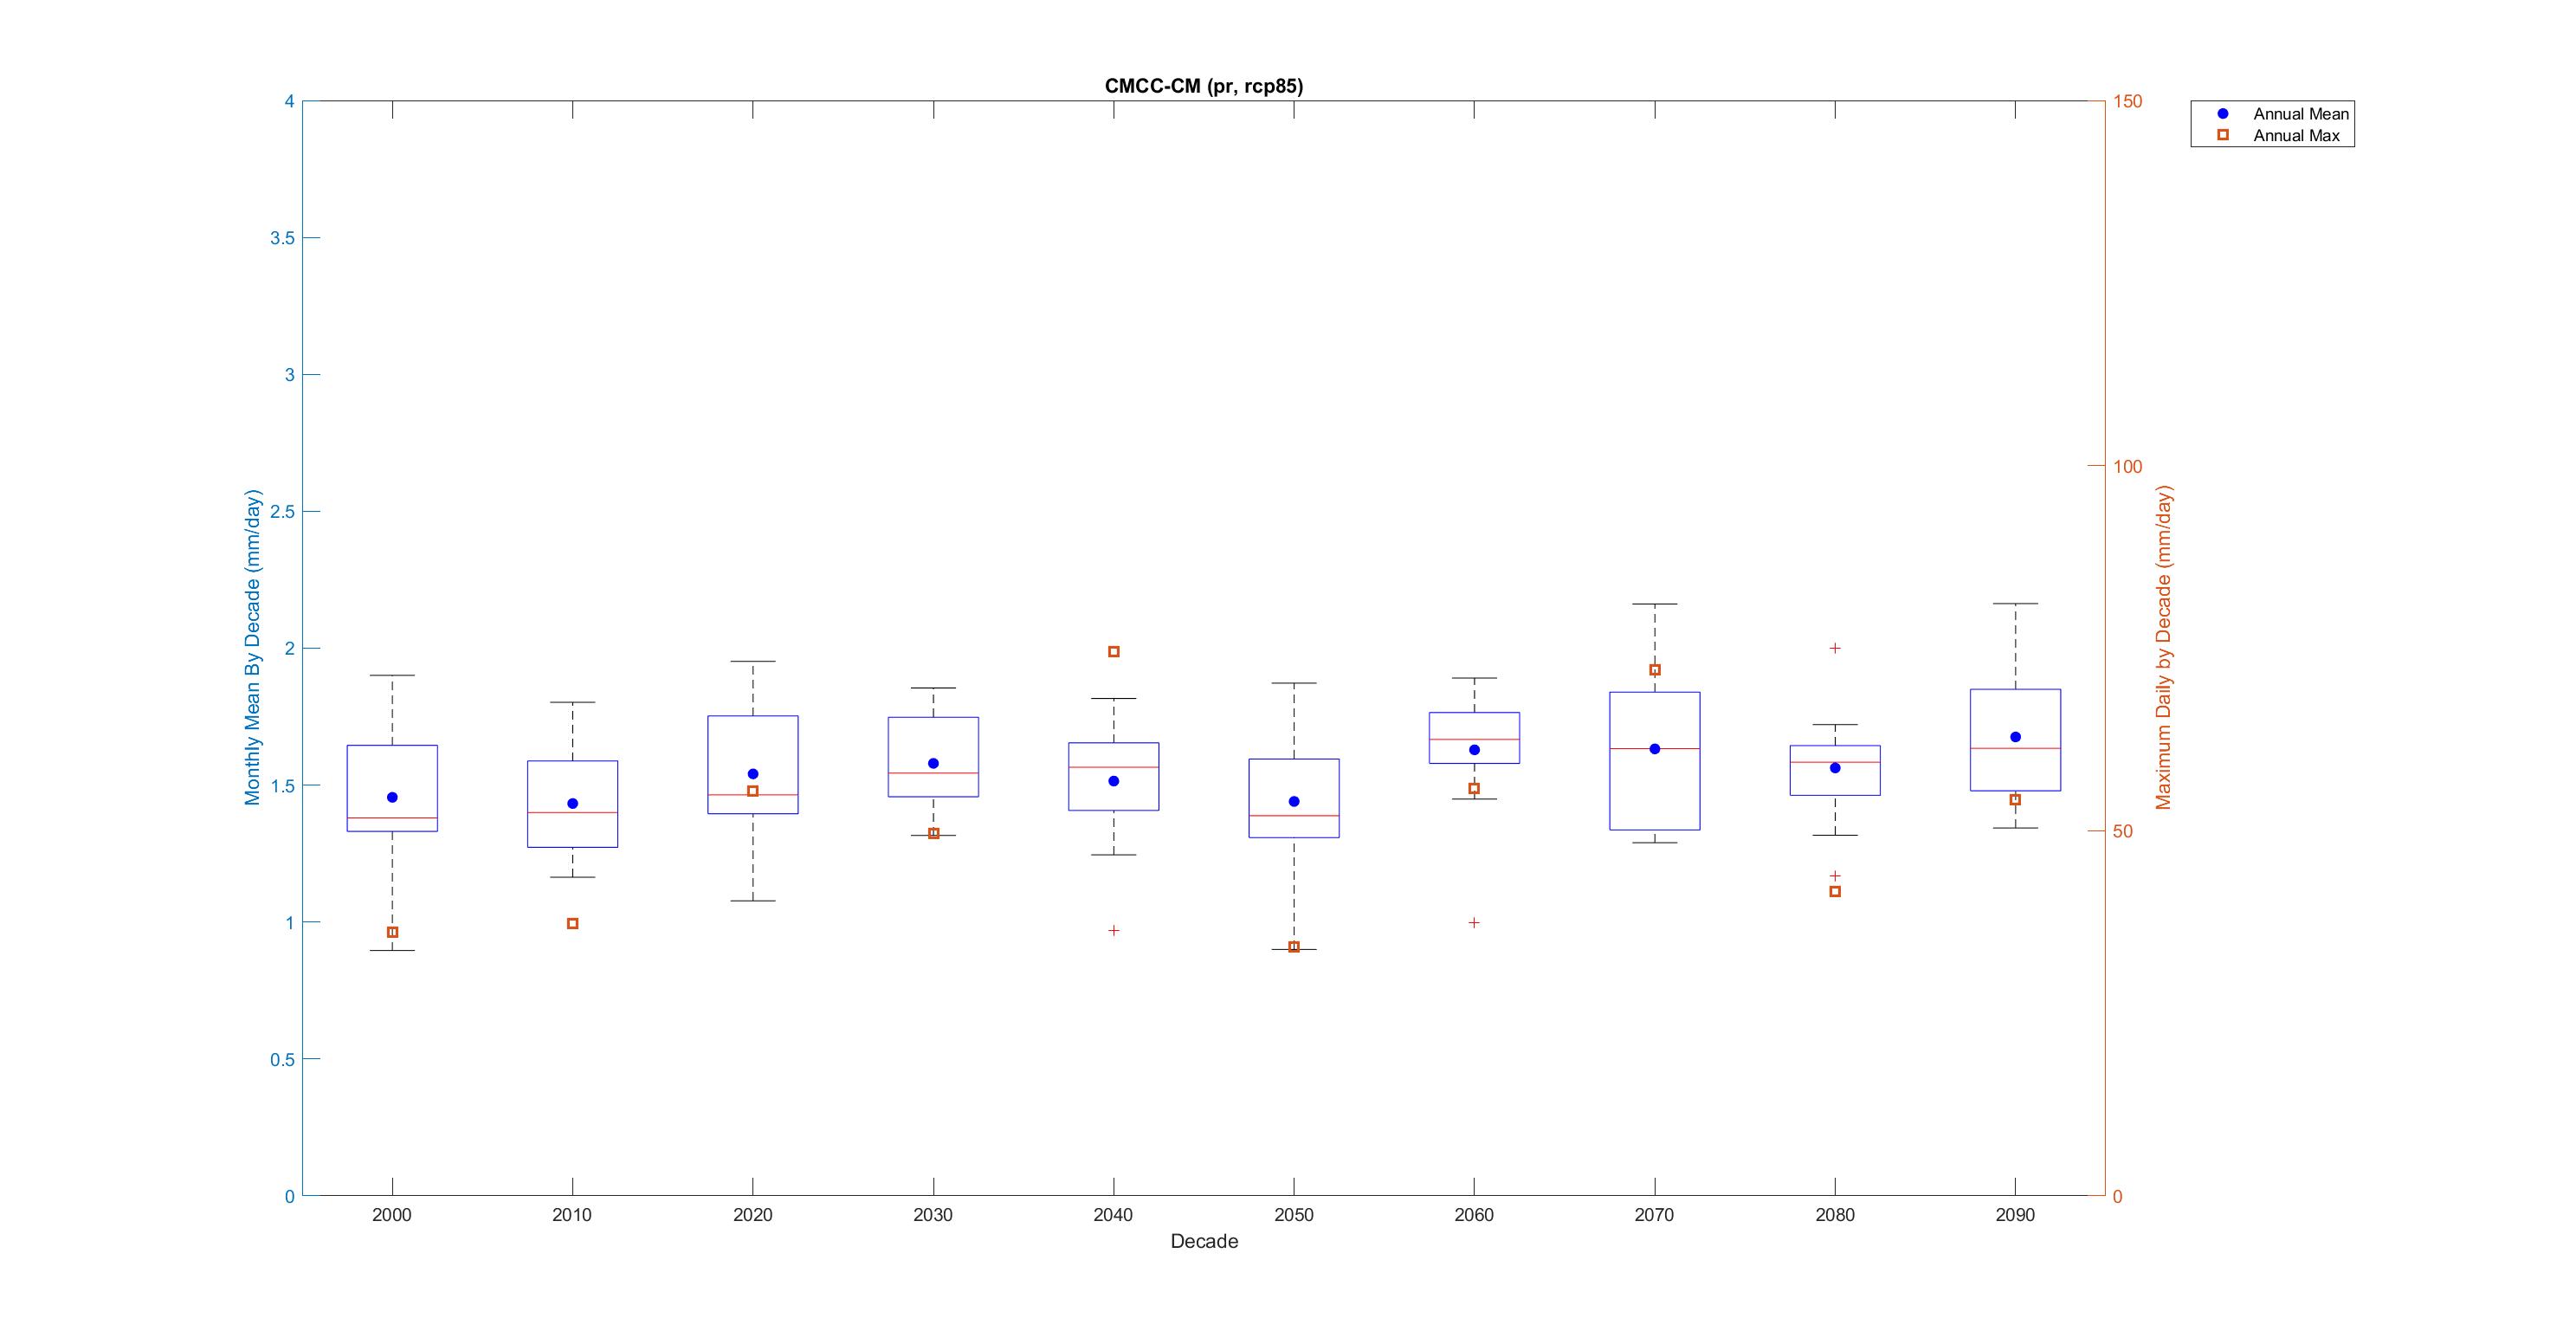 CMCC-CM (pr, rcp85)
4
3.5
3
2.5
2
1.5
1
0.5
0
Monthly Mean By Decade (mm/day)
150
100
50
0
Maximum Daily by Decade (mm/day)
Annual Mean
Annual Max
2000 2010 2020 2030 2040 2050 2060 2070 2080 2090
Decade